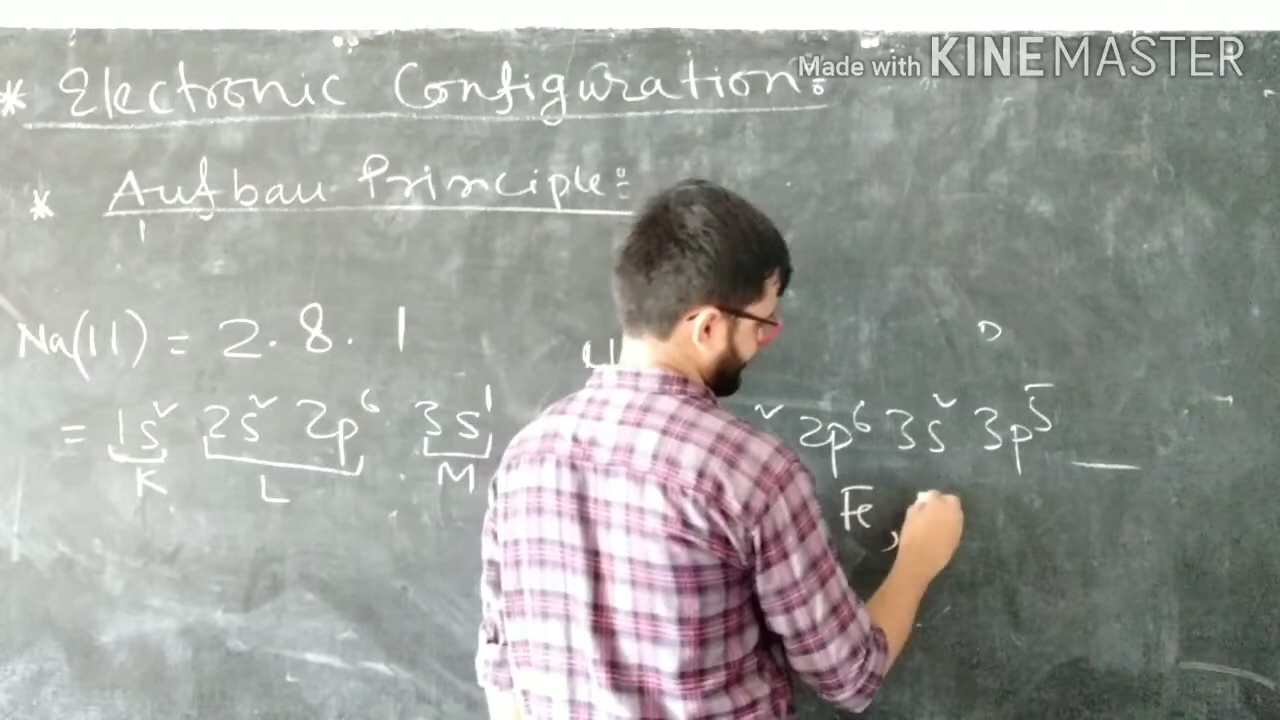 Made with KINEMASTER
* Electronic Configuration:
* Aufbau Principle:
Na(11) = 2.8.1
= 1s² 2s² 2p⁶ 3s¹ ² 2p⁶ 3s² 3p⁵
K L M
Fe,